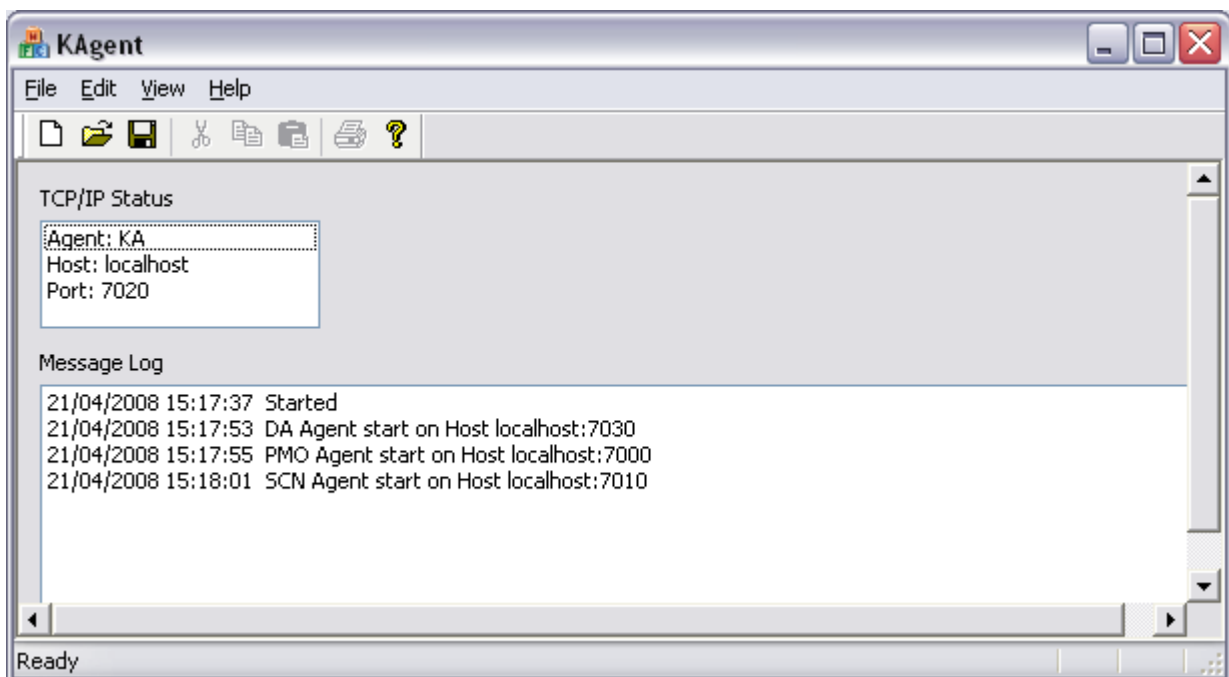 KAgent
File Edit View Help
TCP/IP Status
Agent: KA
Host: localhost
Port: 7020
Message Log
21/04/2008 15:17:37 Started
21/04/2008 15:17:53 DA Agent start on Host localhost:7030
21/04/2008 15:17:55 PMO Agent start on Host localhost:7000
21/04/2008 15:18:01 SCN Agent start on Host localhost:7010
Ready